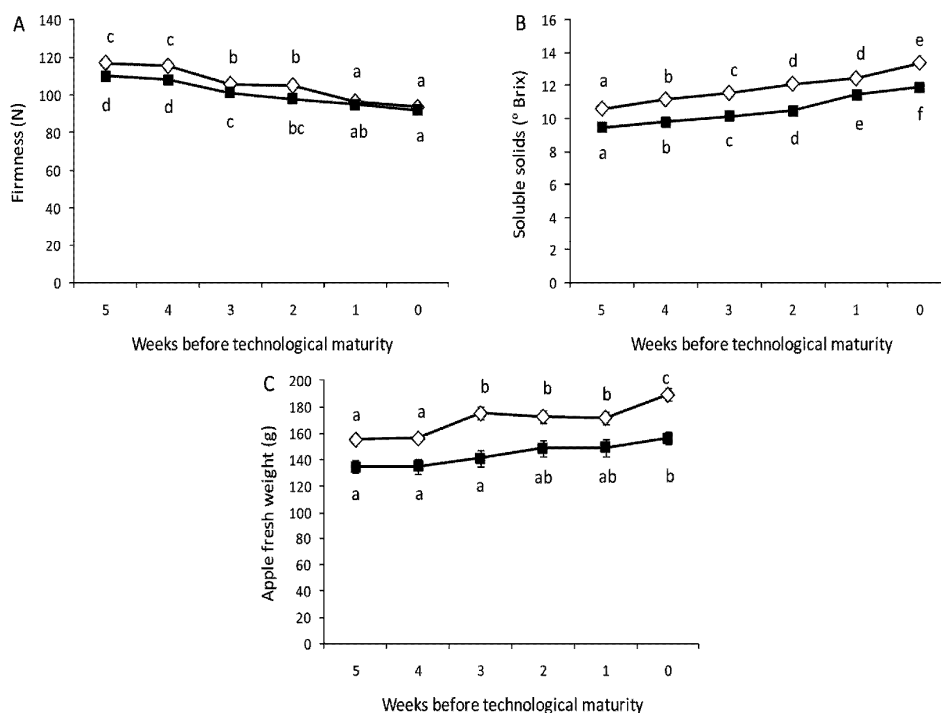 A
Firmness (N)
140
120
100
80
60
40
20
0
c c b b a a
d d c bc ab a
5 4 3 2 1 0
Weeks before technological maturity
B
Soluble solids (° Brix)
16
14
12
10
8
6
4
2
0
a b c d d e
a b c d e f
5 4 3 2 1 0
Weeks before technological maturity
C
Apple fresh weight (g)
200
180
160
140
120
100
80
60
40
20
0
a a b b b c
a a a ab ab b
5 4 3 2 1 0
Weeks before technological maturity